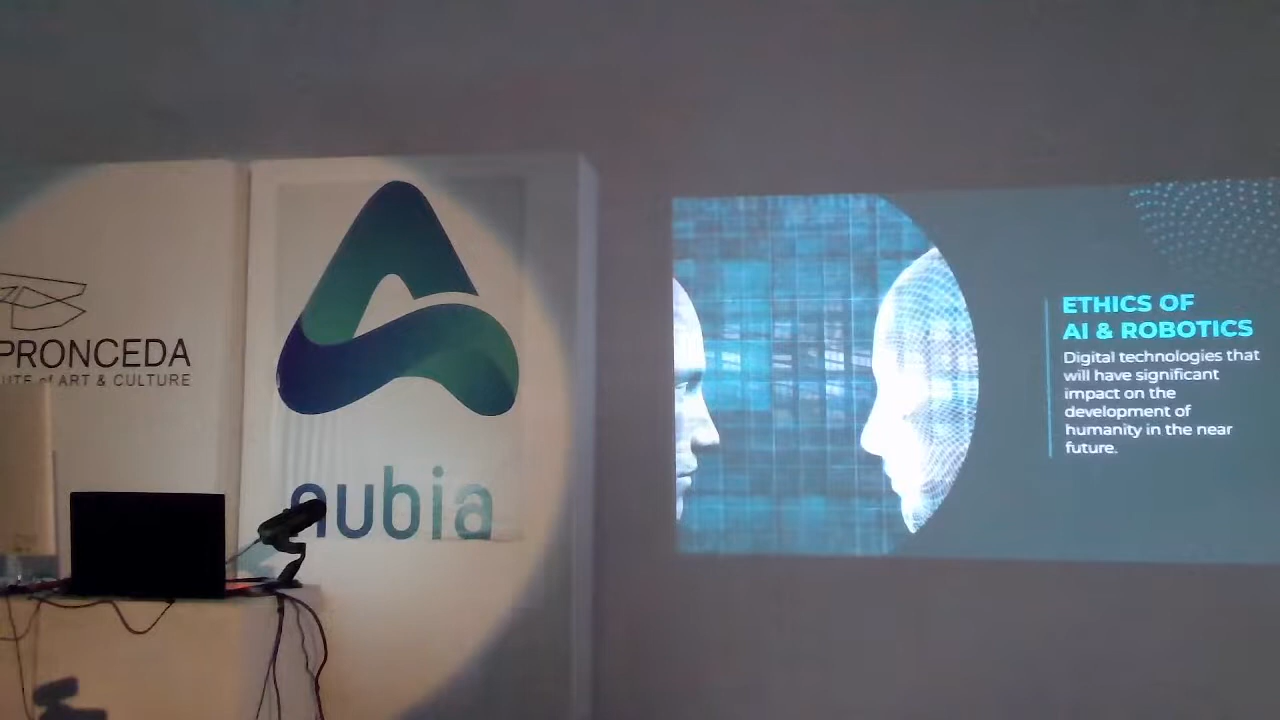 PRONCEDA
ART & CULTURE
nubia
ETHICS OF
AI & ROBOTICS
Digital technologies that
will have significant
impact on the
development of
humanity in the near
future.